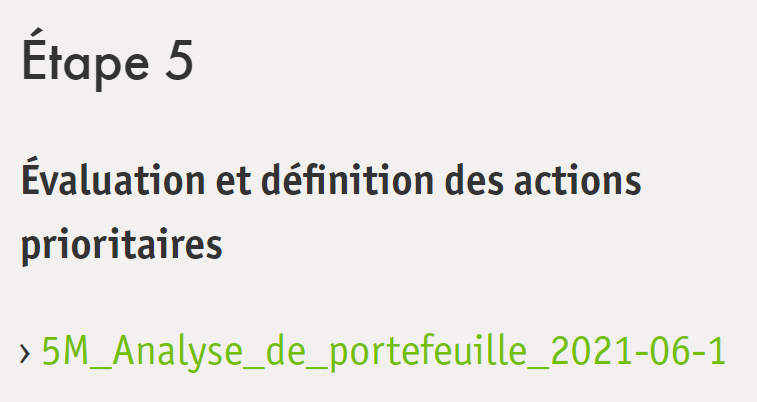 Étape 5
Évaluation et définition des actions
prioritaires
› 5M_Analyse_de_portefeuille_2021-06-1